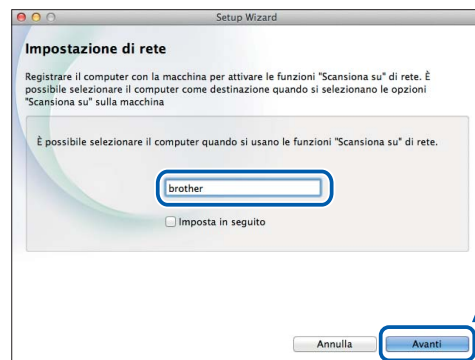 Setup Wizard
Impostazione di rete
Registrare il computer con la macchina per attivare le funzioni "Scansiona su" di rete. È
possibile selezionare il computer come destinazione quando si selezionano le opzioni
"Scansiona su" sulla macchina
È possibile selezionare il computer quando si usano le funzioni "Scansiona su" di rete.
brother
Imposta in seguito
Annulla
Avanti